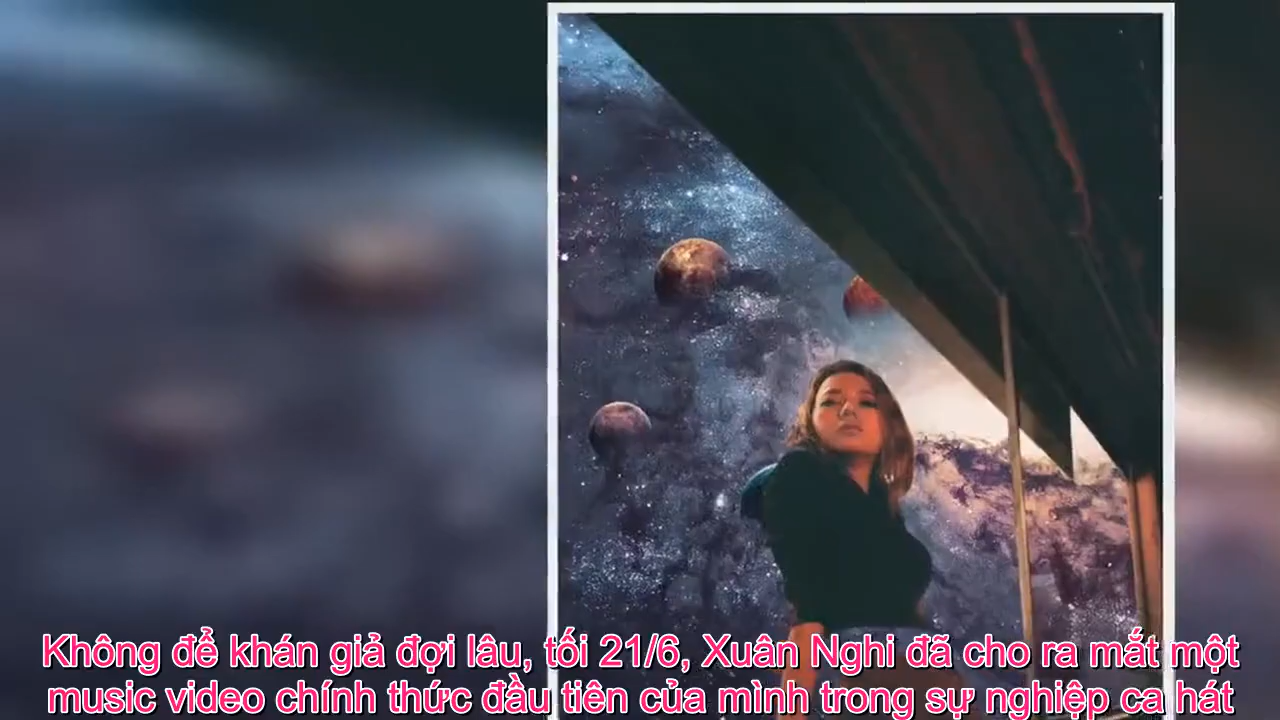 Không để khán giả đợi lâu, tối 21/6, Xuân Nghi đã cho ra mắt một
music video chính thức đầu tiên của mình trong sự nghiệp ca hát